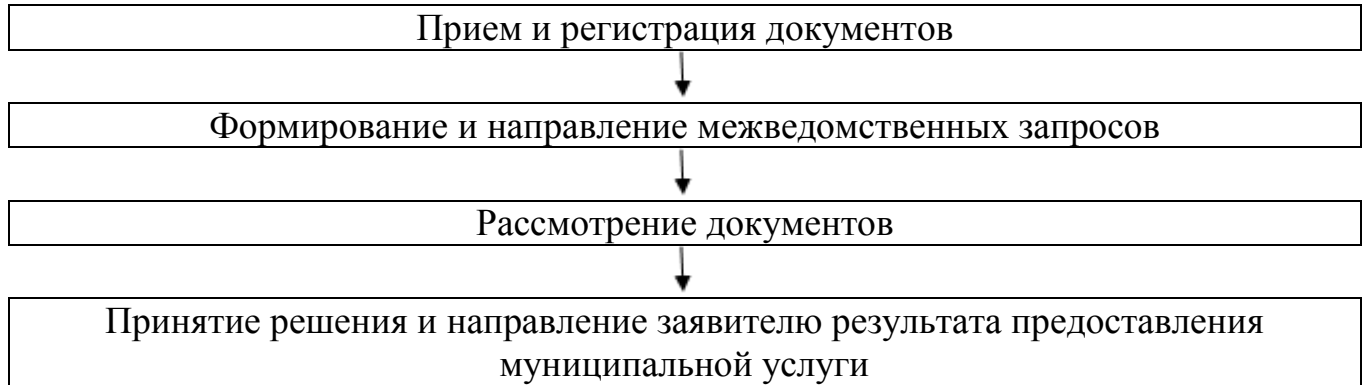 Прием и регистрация документов
Формирование и направление межведомственных запросов
Рассмотрение документов
Принятие решения и направление заявителю результата предоставления
муниципальной услуги